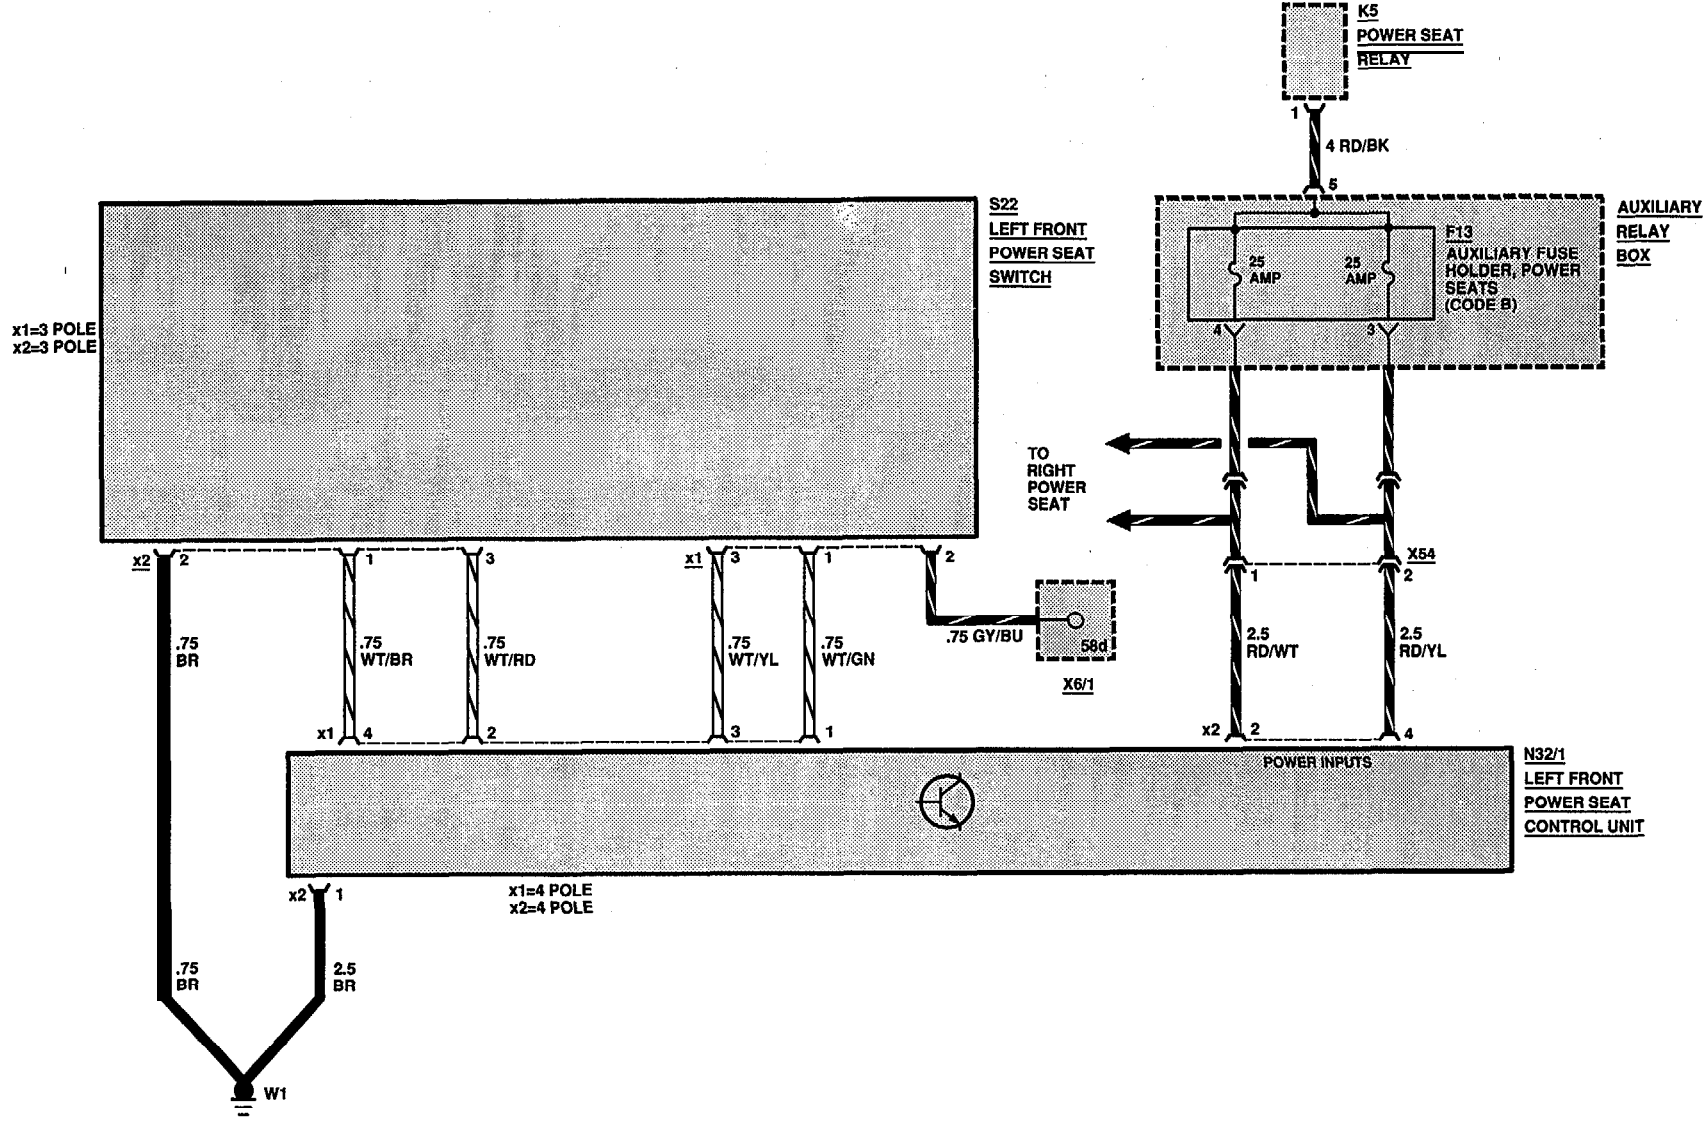 K5
POWER SEAT
RELAY
1
4 RD/BK
5
S22
LEFT FRONT
POWER SEAT
SWITCH
AUXILIARY
RELAY
BOX
F13
AUXILIARY FUSE
HOLDER, POWER
SEATS
(CODE B)
25
AMP
25
AMP
4
3
x1=3 POLE
x2=3 POLE
TO
RIGHT
POWER
SEAT
x2
2
1
3
x1
3
1
2
X54
1
2
.75
BR
.75
WT/BR
.75
WT/RD
.75
WT/YL
.75
WT/GN
.75 GY/BU
58d
X6/1
2.5
RD/WT
2.5
RD/YL
x1
4
2
3
1
x2
2
4
POWER INPUTS
N32/1
LEFT FRONT
POWER SEAT
CONTROL UNIT
x2
1
x1=4 POLE
x2=4 POLE
.75
BR
2.5
BR
W1